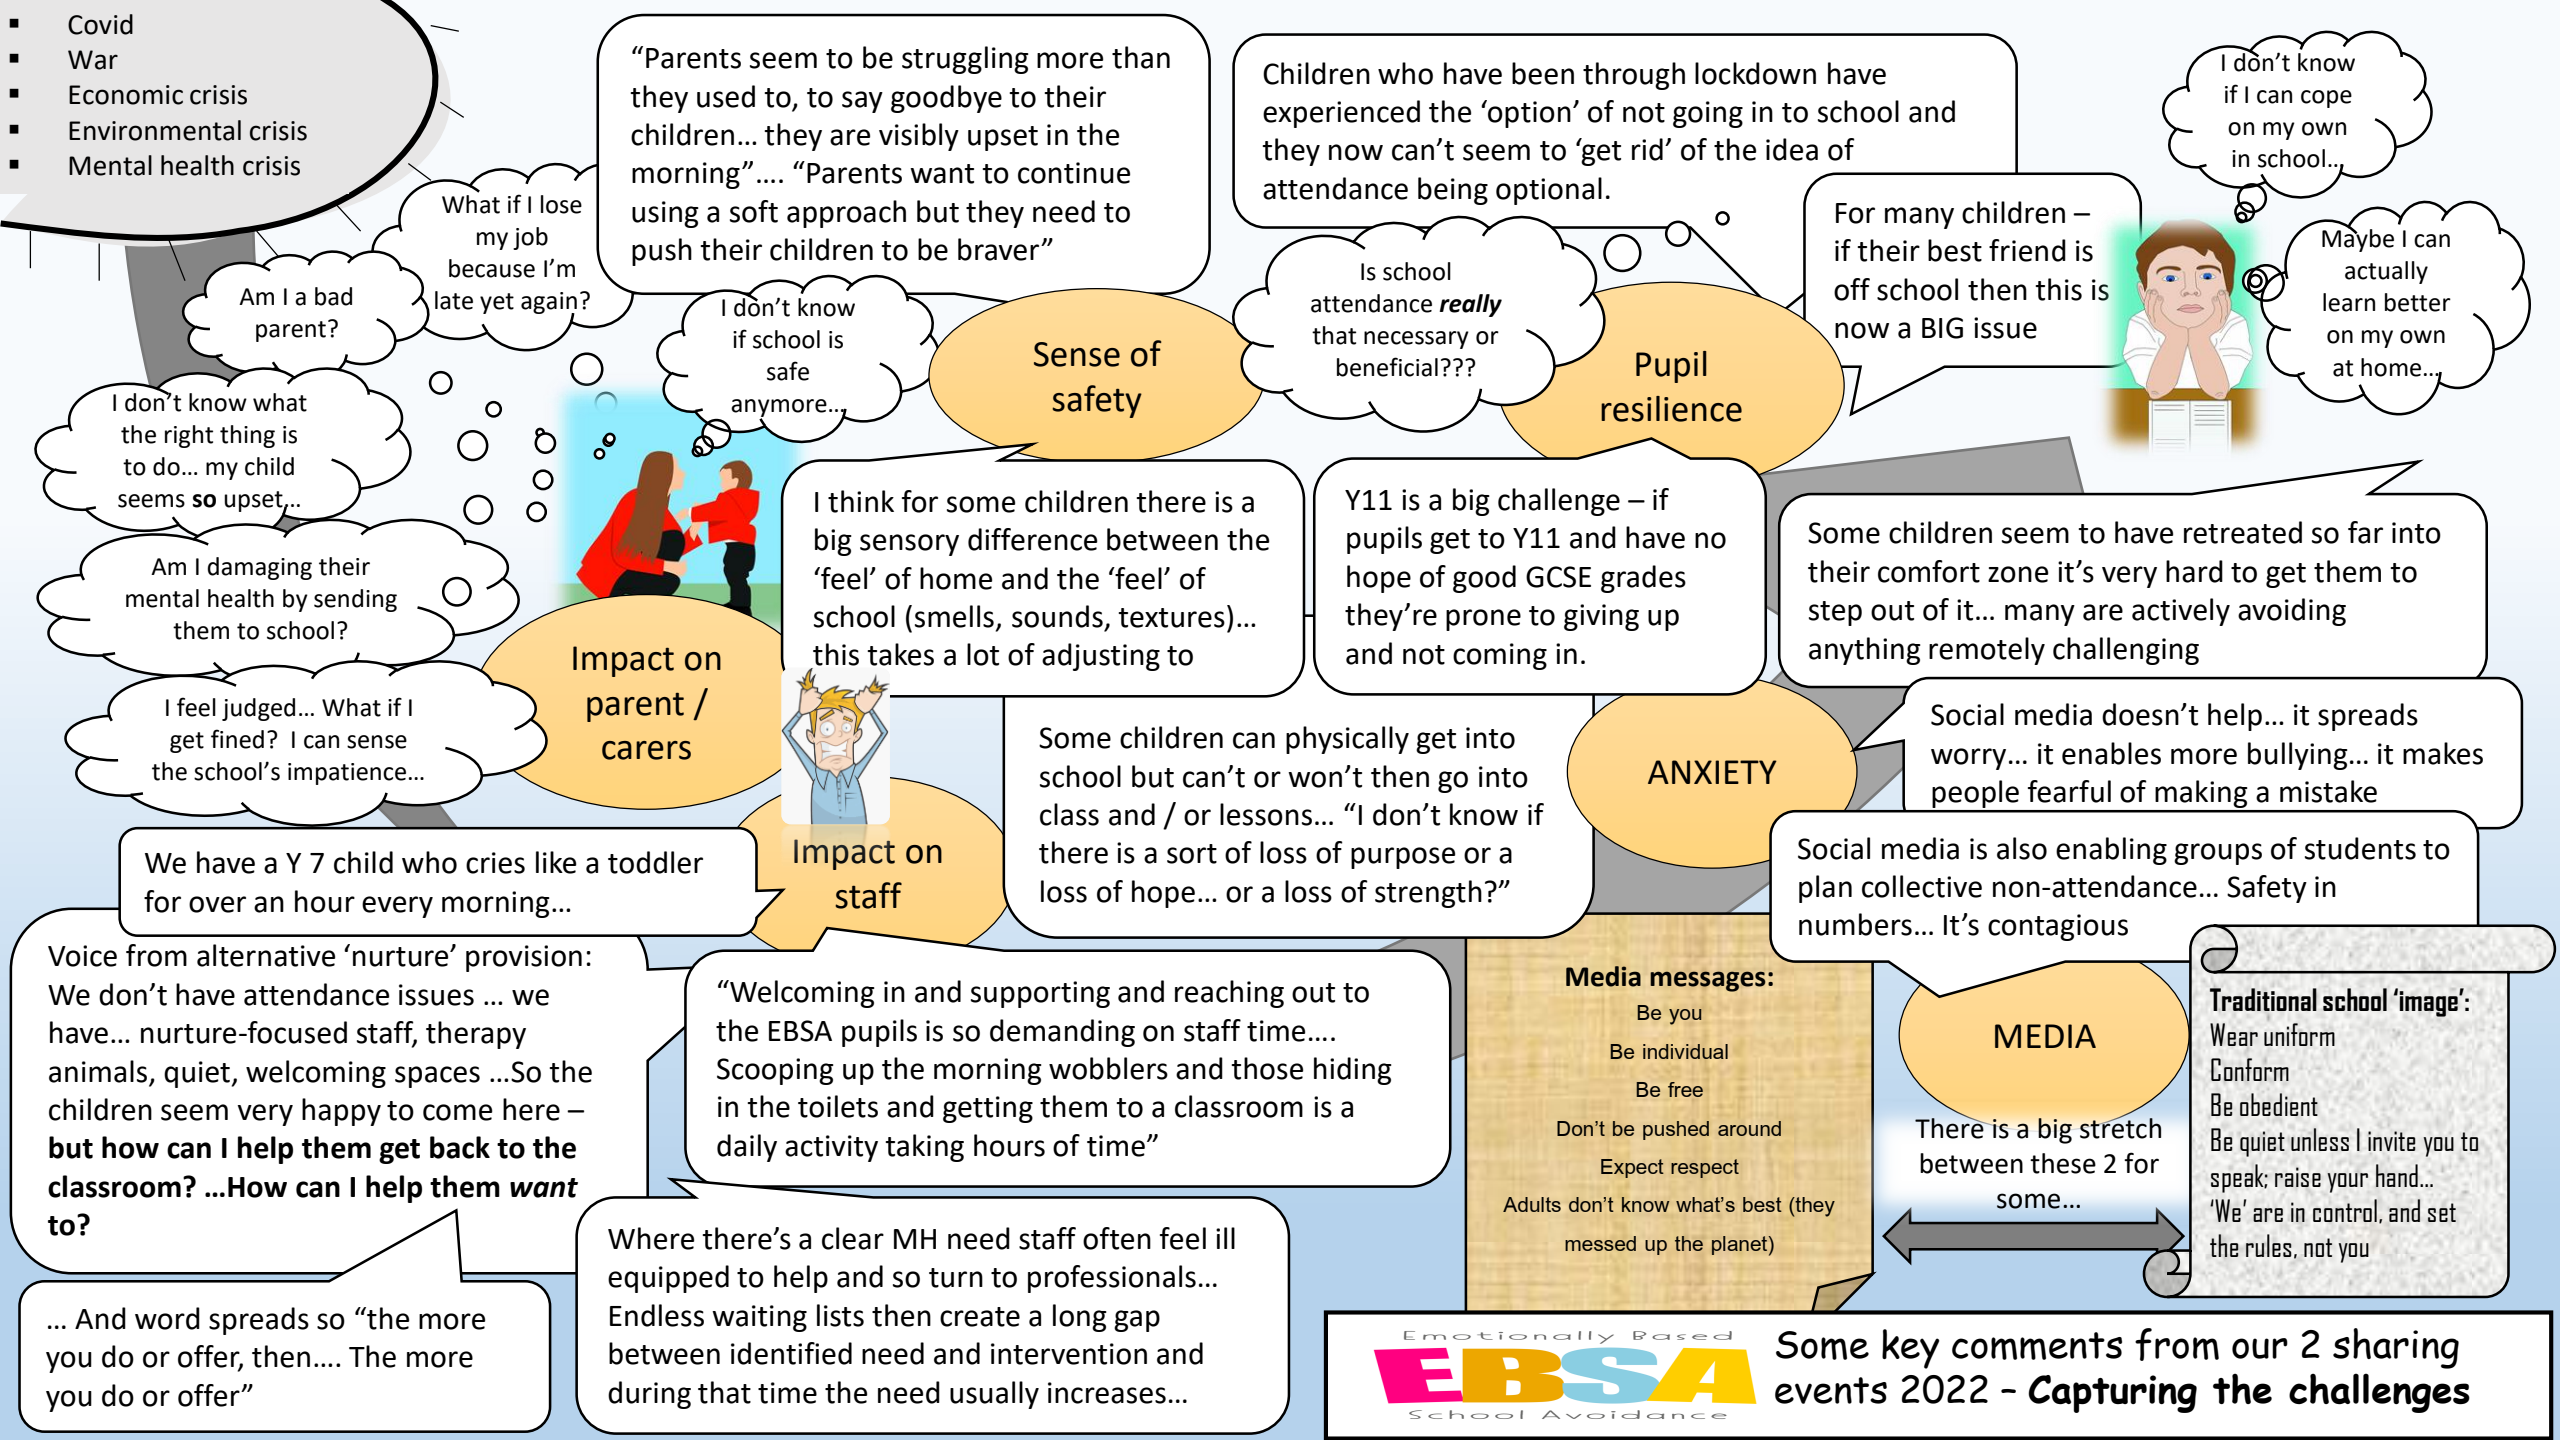 Covid
War
Economic crisis
Environmental crisis
Mental health crisis
What if I lose
my job
because I'm
late yet again?
Am I a bad
parent?
I don't know what
the right thing is
to do... my child
seems so upset...
Am I damaging their
mental health by sending
them to school?
I feel judged... What if I
get fined? I can sense
the school's impatience...
"Parents seem to be struggling more than
they used to, to say goodbye to their
children... they are visibly upset in the
morning".... "Parents want to continue
using a soft approach but they need to
push their children to be braver"
I don't know
if school is
safe
anymore...
Sense of
safety
Children who have been through lockdown have
experienced the 'option' of not going in to school and
they now can't seem to 'get rid' of the idea of
attendance being optional.
Is school
attendance really
that necessary or
beneficial???
Pupil
resilience
For many children –
if their best friend is
off school then this is
now a BIG issue
I don't know
if I can cope
on my own
in school...
Maybe I can
actually
learn better
on my own
at home...
I think for some children there is a
big sensory difference between the
'feel' of home and the 'feel' of
school (smells, sounds, textures)...
this takes a lot of adjusting to
Y11 is a big challenge – if
pupils get to Y11 and have no
hope of good GCSE grades
they're prone to giving up
and not coming in.
Some children seem to have retreated so far into
their comfort zone it's very hard to get them to
step out of it... many are actively avoiding
anything remotely challenging
Impact on
parent /
carers
Some children can physically get into
school but can't or won't then go into
class and / or lessons... "I don't know if
there is a sort of loss of purpose or a
loss of hope... or a loss of strength?"
ANXIETY
Social media doesn't help... it spreads
worry... it enables more bullying... it makes
people fearful of making a mistake
Social media is also enabling groups of students to
plan collective non-attendance... Safety in
numbers... It's contagious
Impact on
staff
We have a Y 7 child who cries like a toddler
for over an hour every morning...
Voice from alternative 'nurture' provision:
We don't have attendance issues ... we
have... nurture-focused staff, therapy
animals, quiet, welcoming spaces ...So the
children seem very happy to come here –
but how can I help them get back to the
classroom? ...How can I help them want
to?
... And word spreads so "the more
you do or offer, then.... The more
you do or offer"
"Welcoming in and supporting and reaching out to
the EBSA pupils is so demanding on staff time....
Scooping up the morning wobblers and those hiding
in the toilets and getting them to a classroom is a
daily activity taking hours of time"
Where there's a clear MH need staff often feel ill
equipped to help and so turn to professionals...
Endless waiting lists then create a long gap
between identified need and intervention and
during that time the need usually increases...
Media messages:
Be you
Be individual
Be free
Don't be pushed around
Expect respect
Adults don't know what's best (they
messed up the planet)
MEDIA
There is a big stretch
between these 2 for
some...
Traditional school 'image':
Wear uniform
Conform
Be obedient
Be quiet unless I invite you to
speak; raise your hand...
'We' are in control, and set
the rules, not you
Emotionally Based
EBSA
School Avoidance
Some key comments from our 2 sharing
events 2022 – Capturing the challenges